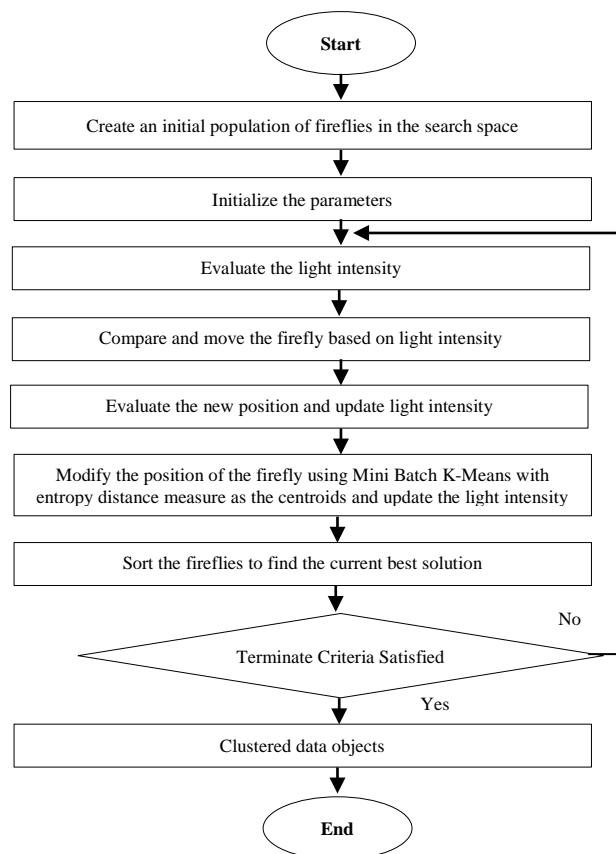 Start
Create an initial population of fireflies in the search space
Initialize the parameters
Evaluate the light intensity
Compare and move the firefly based on light intensity
Evaluate the new position and update light intensity
Modify the position of the firefly using Mini Batch K-Means with
entropy distance measure as the centroids and update the light intensity
Sort the fireflies to find the current best solution
No
Terminate Criteria Satisfied
Yes
Clustered data objects
End